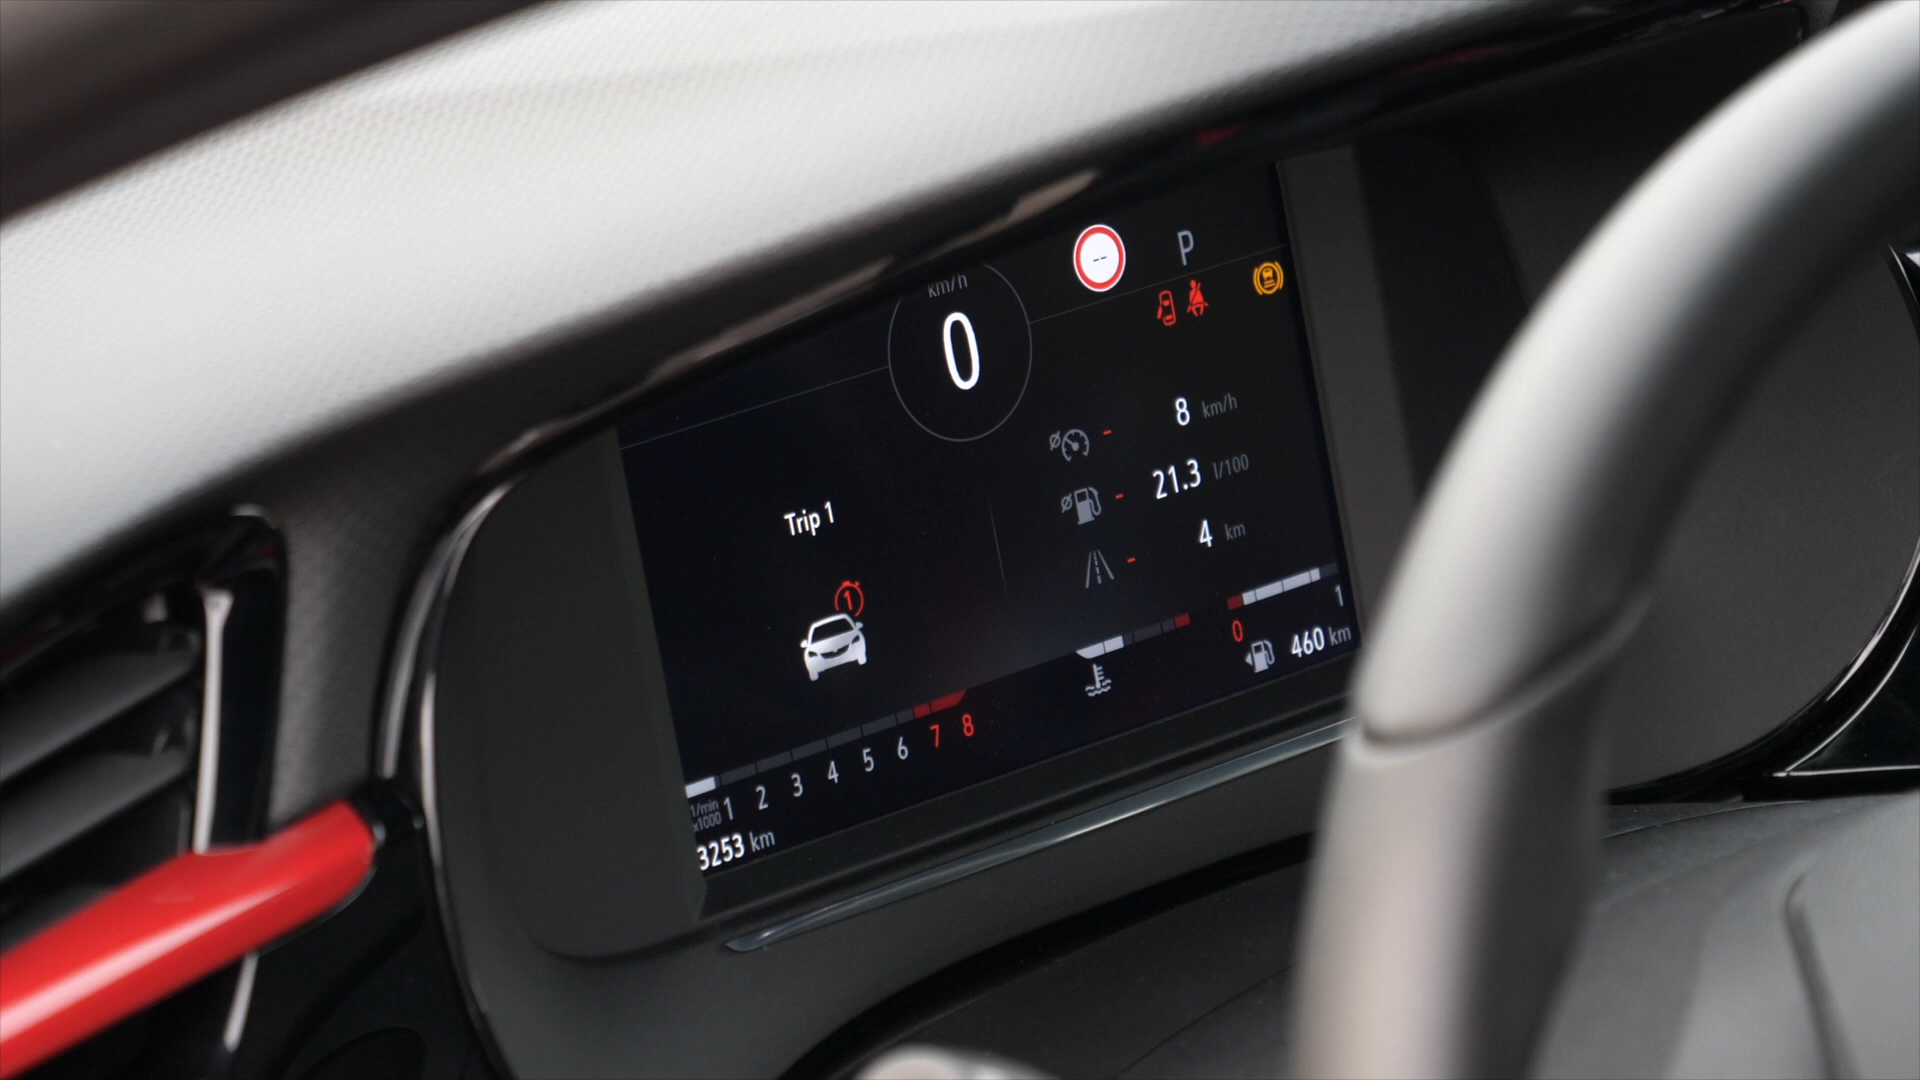 km/h
0
--
P
8 km/h
21.3 l/100
4 km
Trip 1
1
1 2 3 4 5 6 7 8
1/min
x1000
3253 km
0 1
460 km